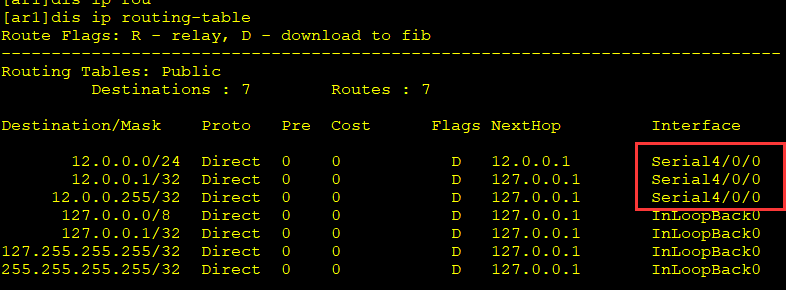 [ar1]dis ip rou
[ar1]dis ip routing-table
Route Flags: R - relay, D - download to fib
------------------------------------------------------------------------------
Routing Tables: Public
         Destinations : 7        Routes : 7
Destination/Mask    Proto   Pre  Cost      Flags NextHop         Interface
       12.0.0.0/24  Direct  0    0           D   12.0.0.1        Serial4/0/0
       12.0.0.1/32  Direct  0    0           D   127.0.0.1       Serial4/0/0
     12.0.0.255/32  Direct  0    0           D   127.0.0.1       Serial4/0/0
      127.0.0.0/8   Direct  0    0           D   127.0.0.1       InLoopBack0
      127.0.0.1/32  Direct  0    0           D   127.0.0.1       InLoopBack0
127.255.255.255/32  Direct  0    0           D   127.0.0.1       InLoopBack0
255.255.255.255/32  Direct  0    0           D   127.0.0.1       InLoopBack0